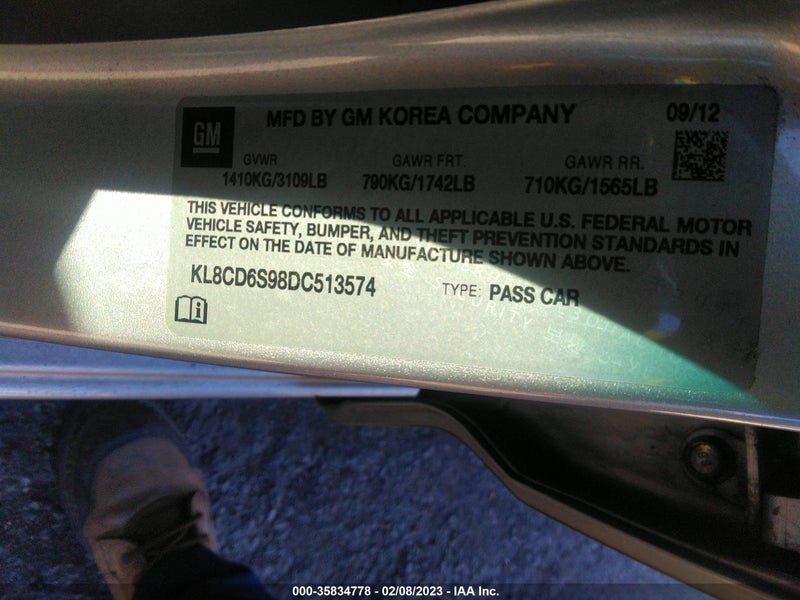 GM
MFD BY GM KOREA COMPANY 09/12
GVWR GAWR FRT. GAWR RR.
1410KG/3109LB 790KG/1742LB 710KG/1565LB
THIS VEHICLE CONFORMS TO ALL APPLICABLE U.S. FEDERAL MOTOR
VEHICLE SAFETY, BUMPER, AND THEFT PREVENTION STANDARDS IN
EFFECT ON THE DATE OF MANUFACTURE SHOWN ABOVE.
KL8CD6S98DC513574 TYPE: PASS CAR
000-35834778 - 02/08/2023 - IAA Inc.